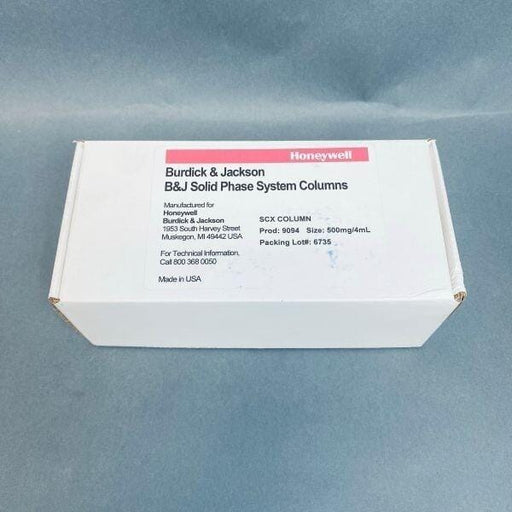 Honeywell
Burdick & Jackson
B&J Solid Phase System Columns
Manufactured for
Honeywell
Burdick & Jackson
1953 South Harvey Street
Muskegon, MI 49442 USA
For Technical Information,
Call 800 368 0050
Made in USA
SCX COLUMN
Prod: 9094 Size: 500mg/4mL
Packing Lot#: 6735